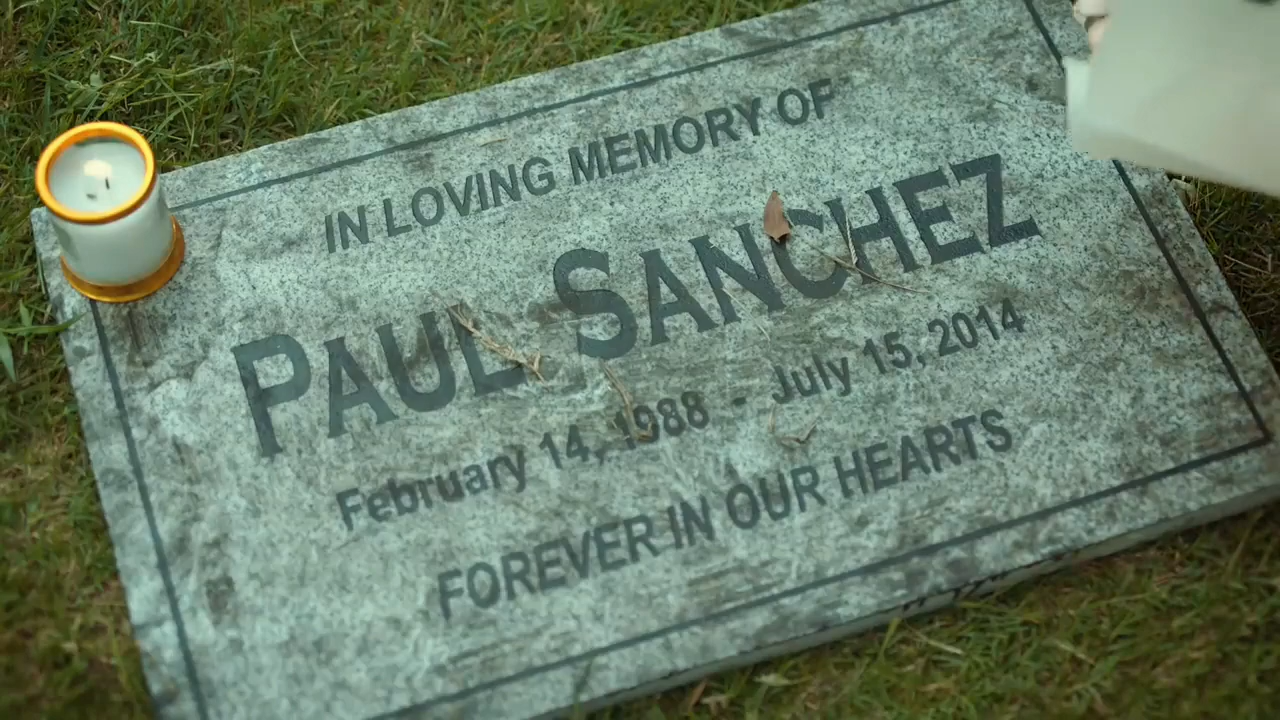 IN LOVING MEMORY OF
PAUL SANCHEZ
February 14, 1988 - July 15, 2014
FOREVER IN OUR HEARTS